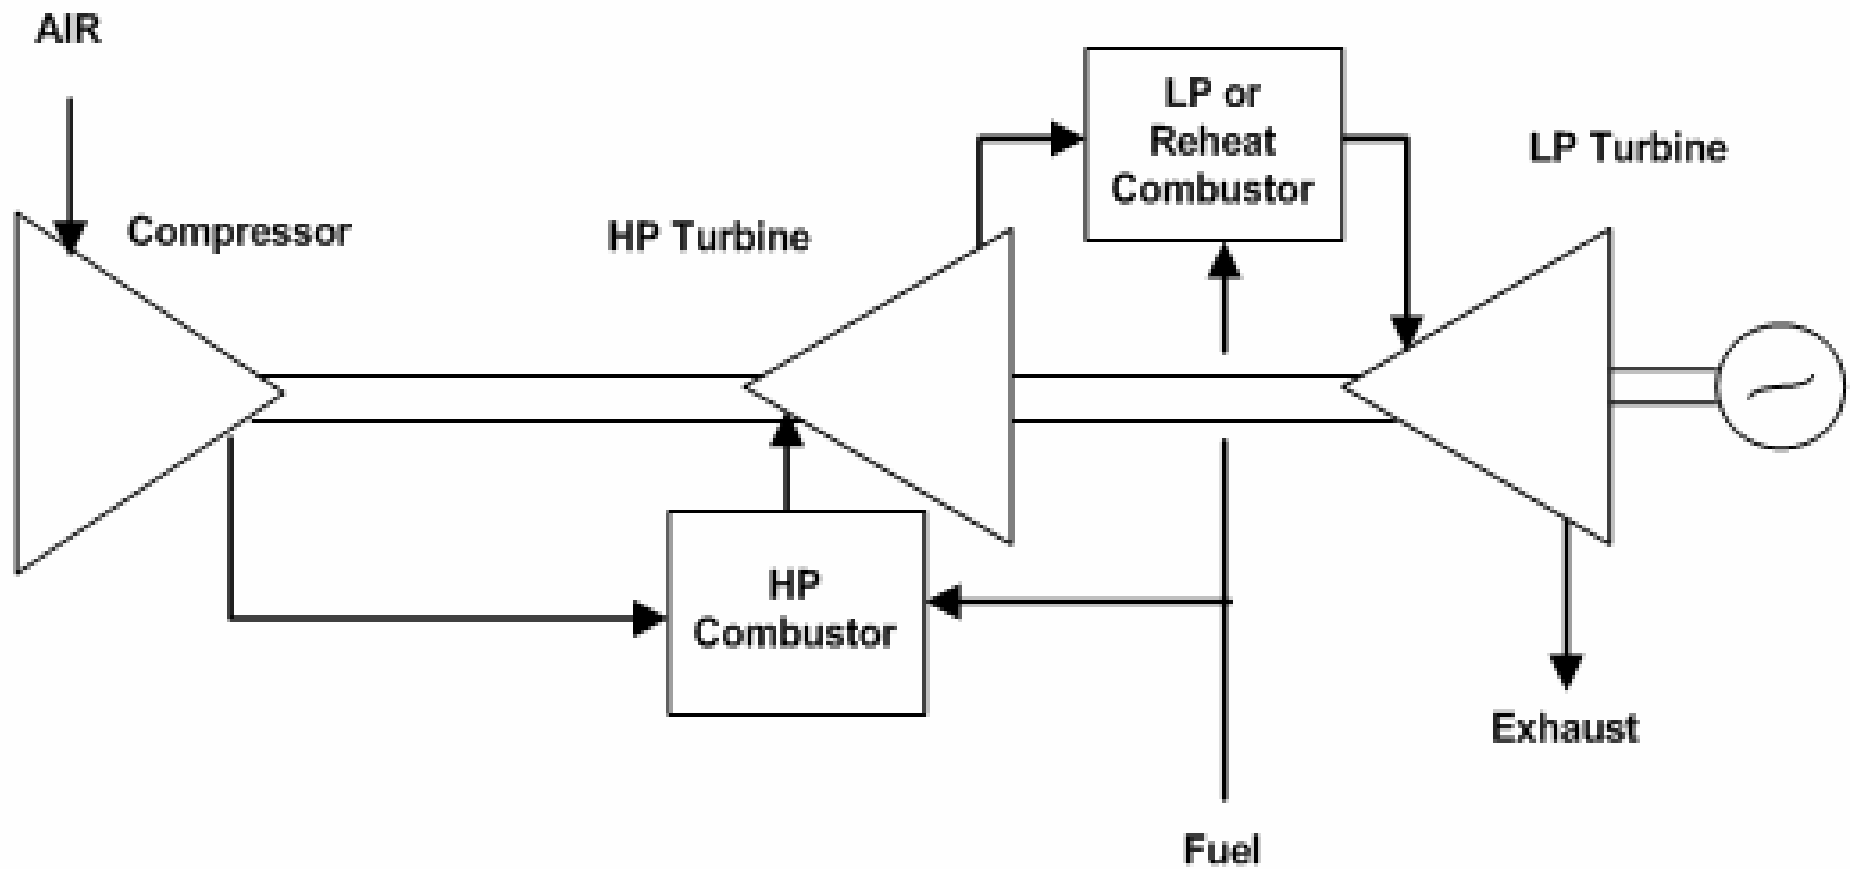 AIR
Compressor
HP Turbine
LP or
Reheat
Combustor
LP Turbine
HP
Combustor
Exhaust
Fuel